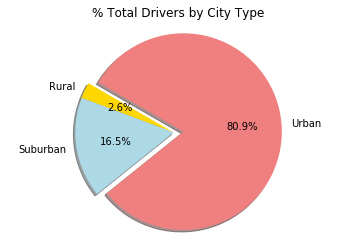 % Total Drivers by City Type
Rural
2.6%
80.9%
Urban
16.5%
Suburban